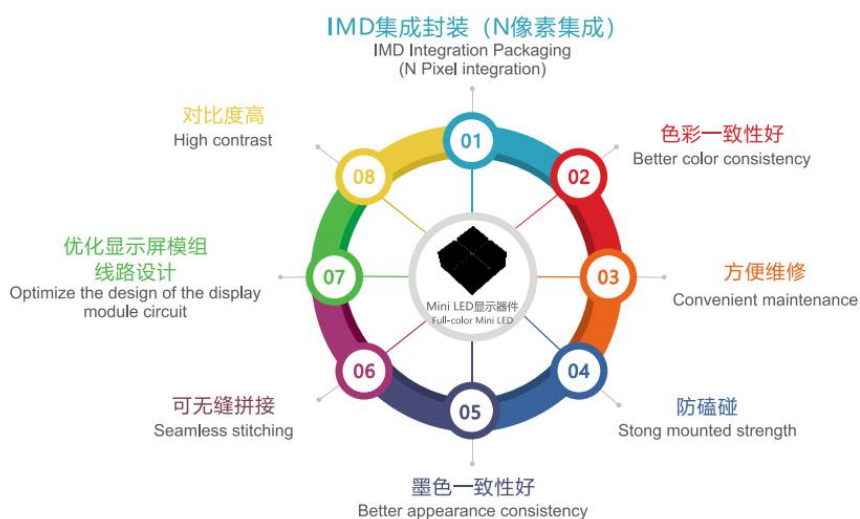 IMD集成封装（N像素集成）
IMD Integration Packaging
(N Pixel integration)
01
色彩一致性好
Better color consistency
02
方便维修
Convenient maintenance
03
防磕碰
Stong mounted strength
04
墨色一致性好
Better appearance consistency
05
可无缝拼接
Seamless stitching
06
优化显示屏模组
线路设计
Optimize the design of the display
module circuit
07
对比度高
High contrast
08
Mini LED显示器件
Full-color Mini LED